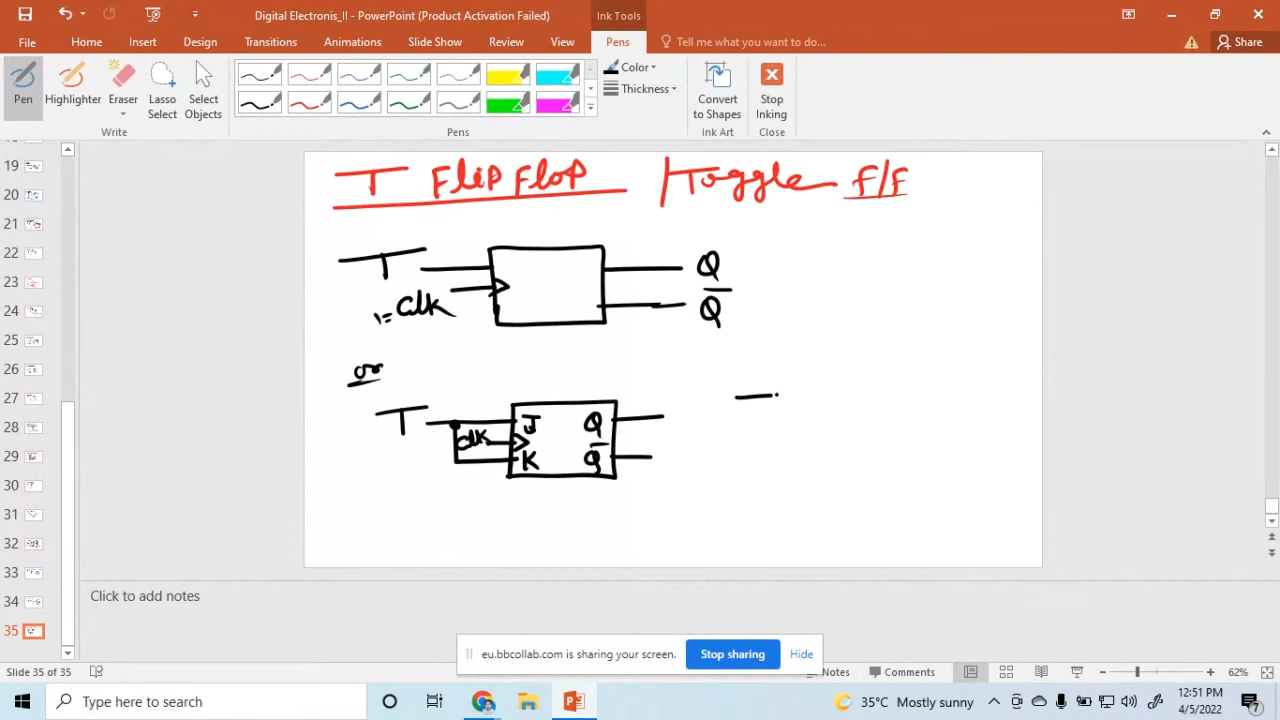 Digital Electronis_II - PowerPoint (Product Activation Failed)
Ink Tools
File Home Insert Design Transitions Animations Slide Show Review View Pens Tell me what you want to do... Share
Pen Highlighter Eraser Lasso Select Select Objects
Color
Thickness
Convert to Shapes
Stop Inking
Write Pens Ink Art Close
19
20
21
22
23
24
25
26
27
28
29
30
31
32
33
34
35
T Flip Flop / Toggle F/F
T
Clk
Q
Q̅
or
T
Clk
J
K
Q
Q̅
Click to add notes
eu.bbcollab.com is sharing your screen. Stop sharing Hide
Slide 35 of 35 Notes Comments 62%
Type here to search
35°C Mostly sunny
12:51 PM
4/5/2022
7